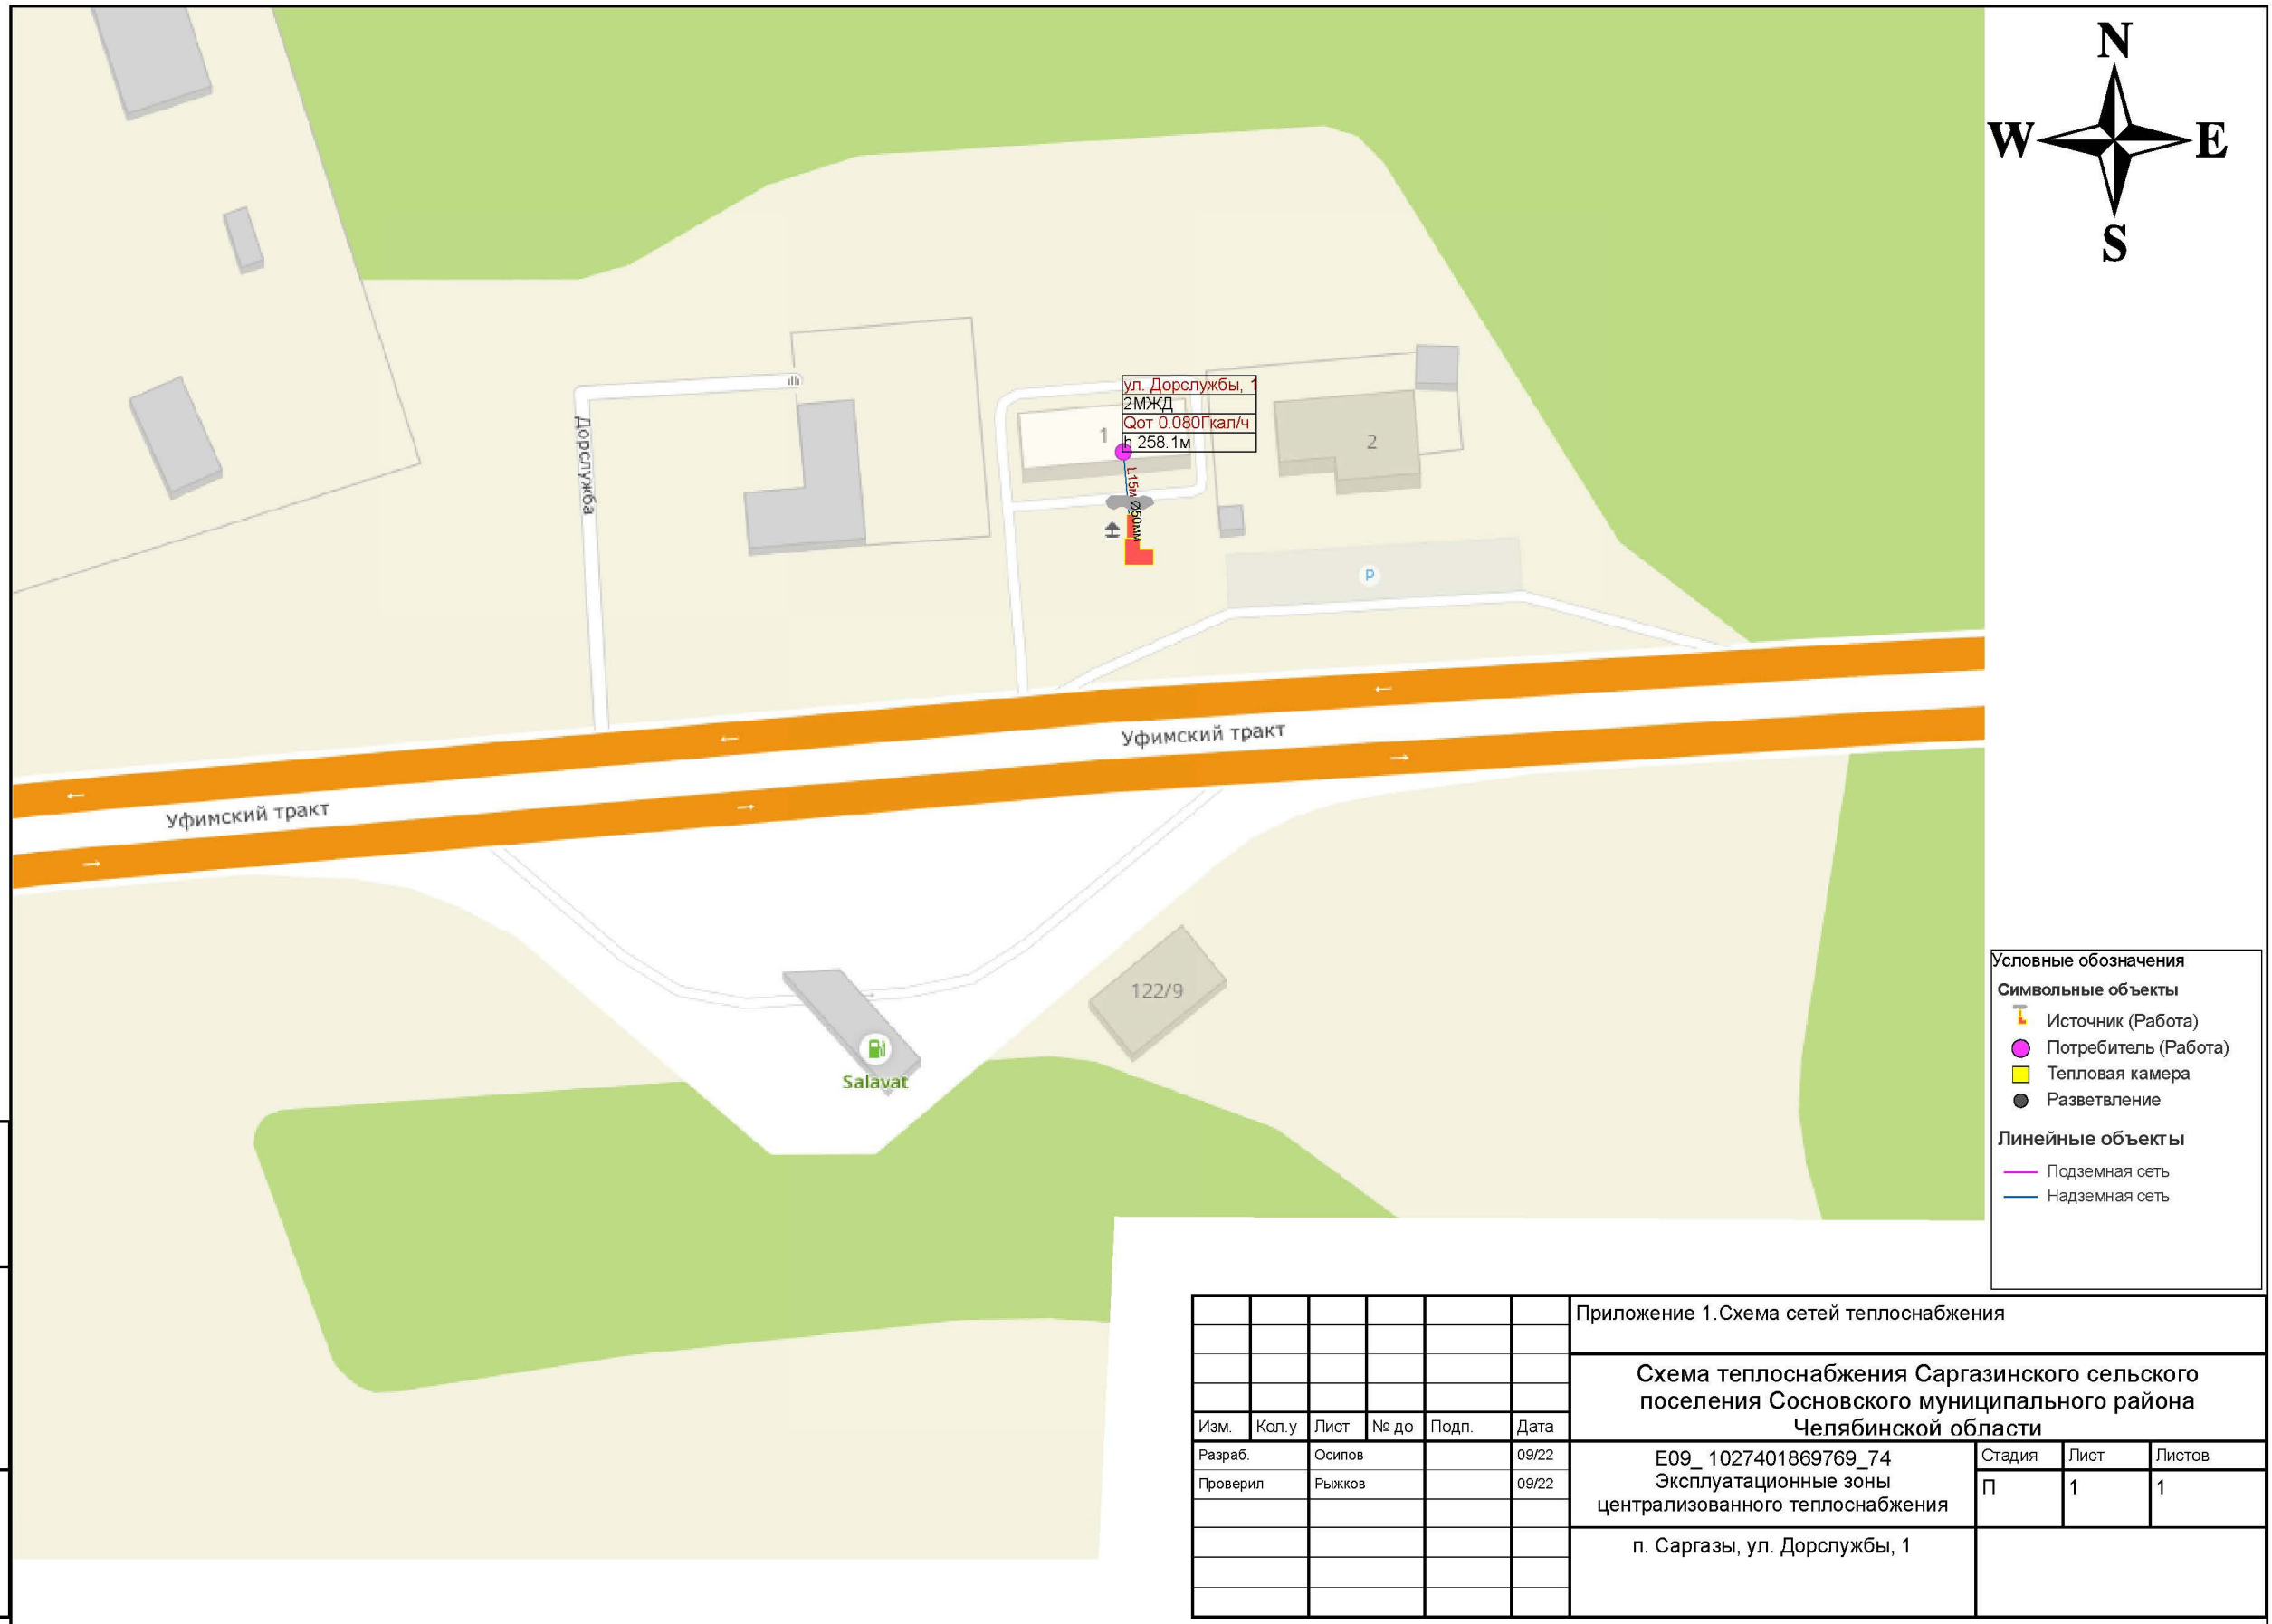 N
W
E
S
ул. Дорслужбы, 1
2МЖД
Qот 0.080Гкал/ч
h 258.1м
1
2
L15м Ø50мм
Дорслужба
P
Уфимский тракт
Уфимский тракт
122/9
Salavat
Условные обозначения
Символьные объекты
Источник (Работа)
Потребитель (Работа)
Тепловая камера
Разветвление
Линейные объекты
Подземная сеть
Надземная сеть
Приложение 1.Схема сетей теплоснабжения
Схема теплоснабжения Саргазинского сельского
поселения Сосновского муниципального района
Челябинской области
Изм. Кол.у Лист № до Подп. Дата
Разраб. Осипов 09/22
Проверил Рыжков 09/22
E09_ 1027401869769_74
Эксплуатационные зоны
централизованного теплоснабжения
Стадия Лист Листов
П 1 1
п. Саргазы, ул. Дорслужбы, 1